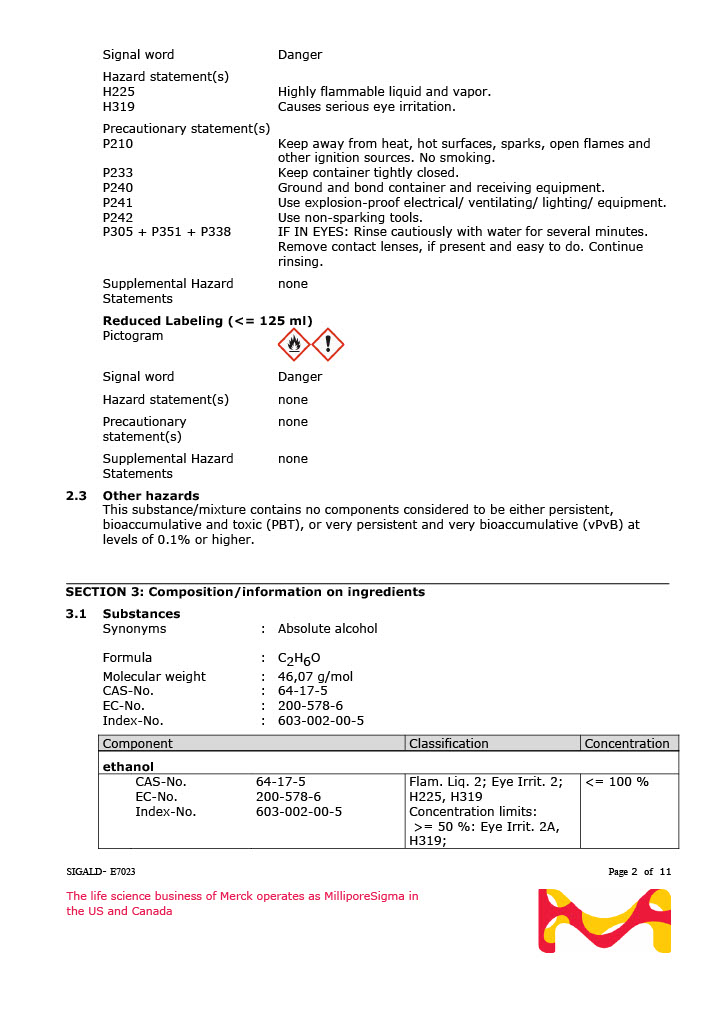 Signal word Danger
Hazard statement(s)
H225 Highly flammable liquid and vapor.
H319 Causes serious eye irritation.
Precautionary statement(s)
P210 Keep away from heat, hot surfaces, sparks, open flames and
other ignition sources. No smoking.
P233 Keep container tightly closed.
P240 Ground and bond container and receiving equipment.
P241 Use explosion-proof electrical/ ventilating/ lighting/ equipment.
P242 Use non-sparking tools.
P305 + P351 + P338 IF IN EYES: Rinse cautiously with water for several minutes.
Remove contact lenses, if present and easy to do. Continue
rinsing.
Supplemental Hazard none
Statements
Reduced Labeling (<= 125 ml)
Pictogram
Signal word Danger
Hazard statement(s) none
Precautionary none
statement(s)
Supplemental Hazard none
Statements
2.3 Other hazards
This substance/mixture contains no components considered to be either persistent,
bioaccumulative and toxic (PBT), or very persistent and very bioaccumulative (vPvB) at
levels of 0.1% or higher.
SECTION 3: Composition/information on ingredients
3.1 Substances
Synonyms : Absolute alcohol
Formula : C2H6O
Molecular weight : 46,07 g/mol
CAS-No. : 64-17-5
EC-No. : 200-578-6
Index-No. : 603-002-00-5
Component Classification Concentration
ethanol
CAS-No. 64-17-5 Flam. Liq. 2; Eye Irrit. 2; <= 100 %
EC-No. 200-578-6 H225, H319
Index-No. 603-002-00-5 Concentration limits:
>= 50 %: Eye Irrit. 2A,
H319;
SIGALD- E7023 Page 2 of 11
The life science business of Merck operates as MilliporeSigma in
the US and Canada